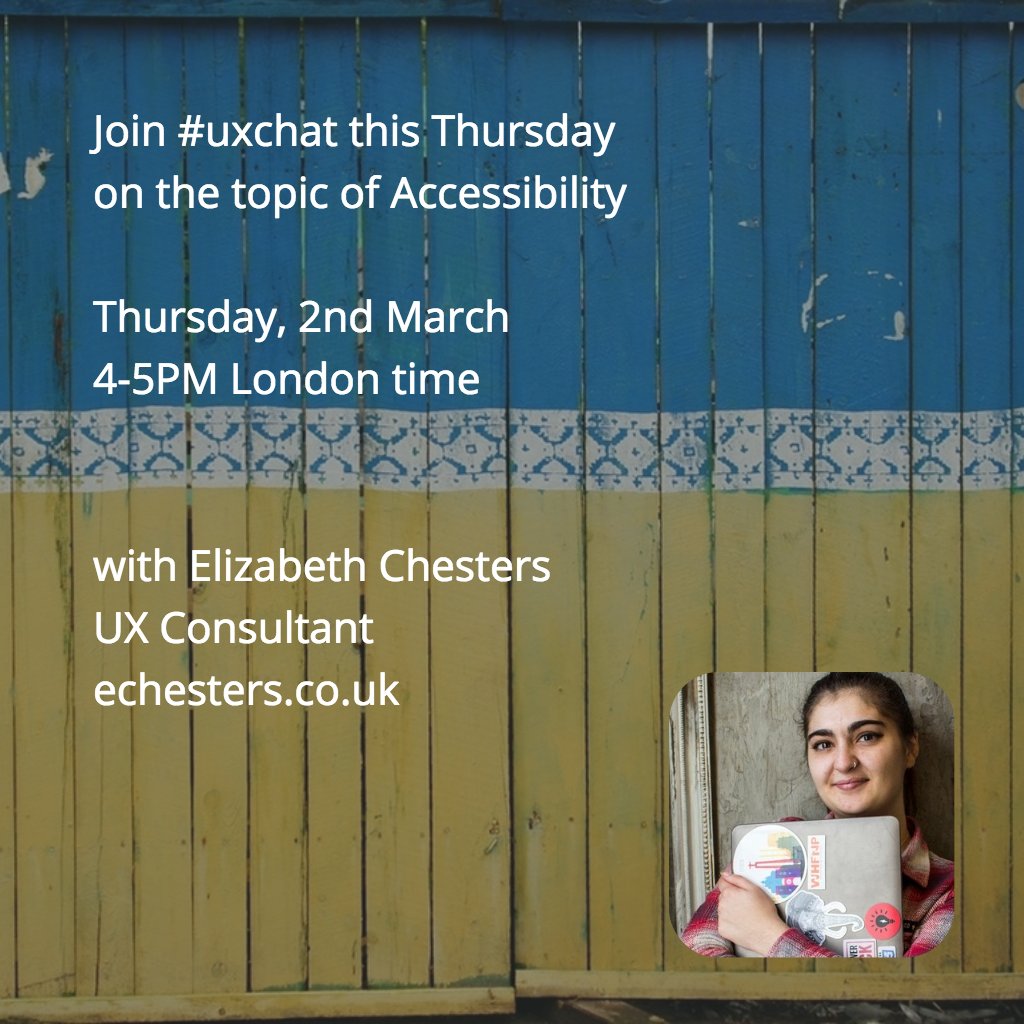 Join #uxchat this Thursday
on the topic of Accessibility
Thursday, 2nd March
4-5PM London time
with Elizabeth Chesters
UX Consultant
echesters.co.uk